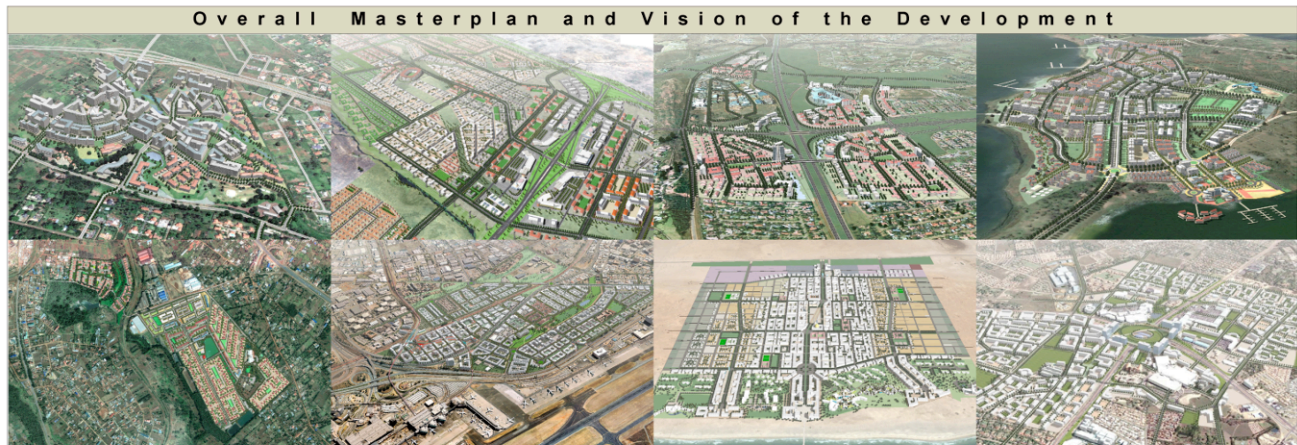 Overall Masterplan and Vision of the Development